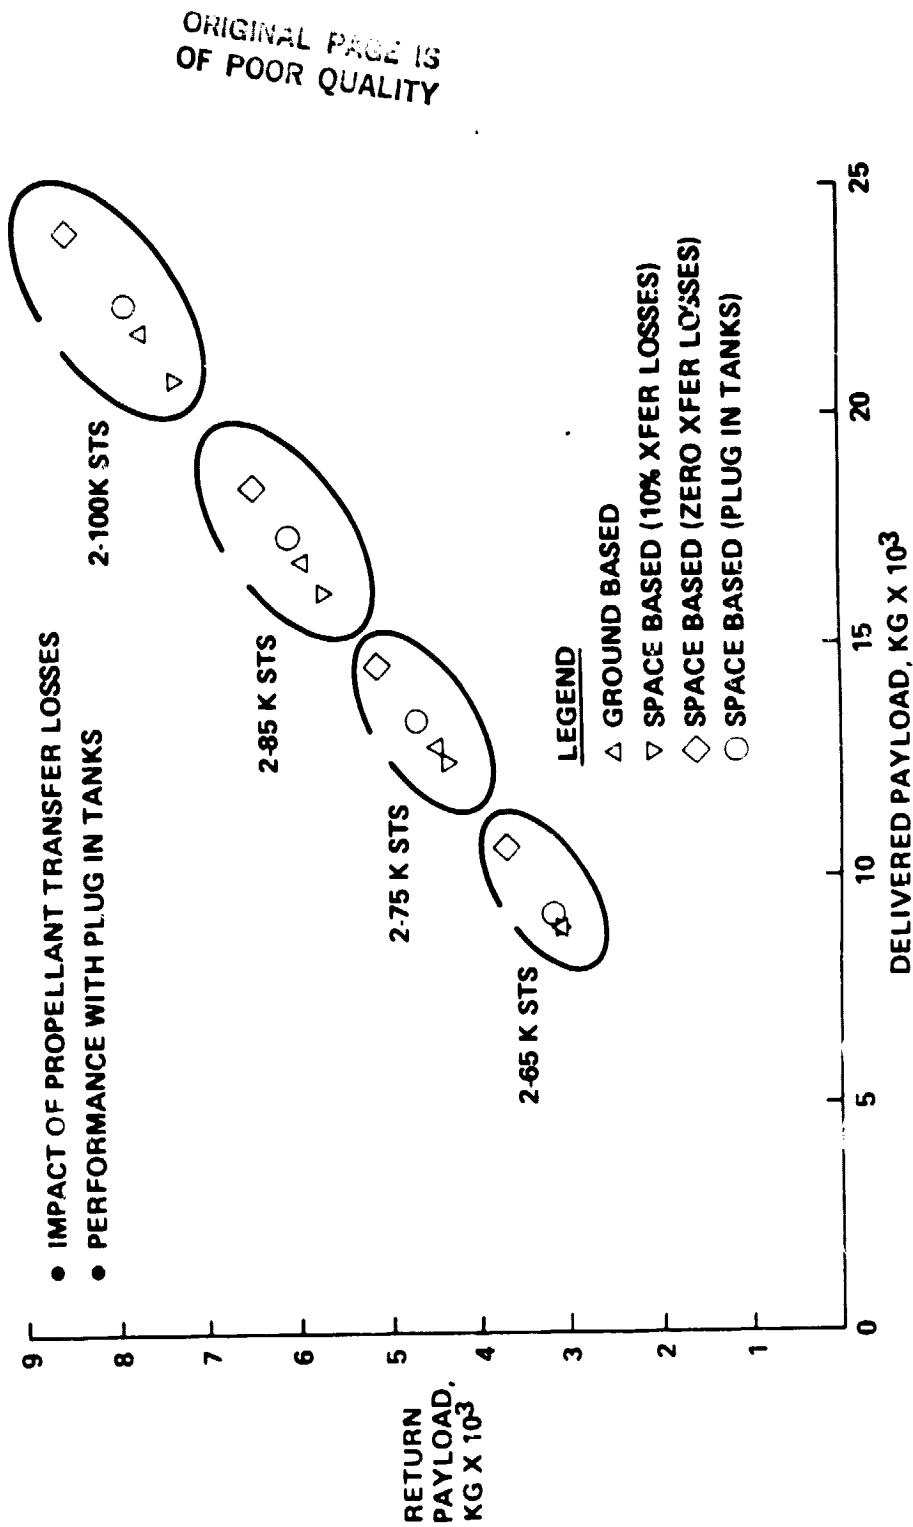 ORIGINAL PAGE IS
OF POOR QUALITY
● IMPACT OF PROPELLANT TRANSFER LOSSES
● PERFORMANCE WITH PLUG IN TANKS
2-100K STS
2-85 K STS
2-75 K STS
2-65 K STS
RETURN
PAYLOAD,
KG X 10³
9
8
7
6
5
4
3
2
1
LEGEND
△ GROUND BASED
▽ SPACE BASED (10% XFER LOSSES)
◇ SPACE BASED (ZERO XFER LOSSES)
○ SPACE BASED (PLUG IN TANKS)
0
5
10
15
20
25
DELIVERED PAYLOAD, KG X 10³